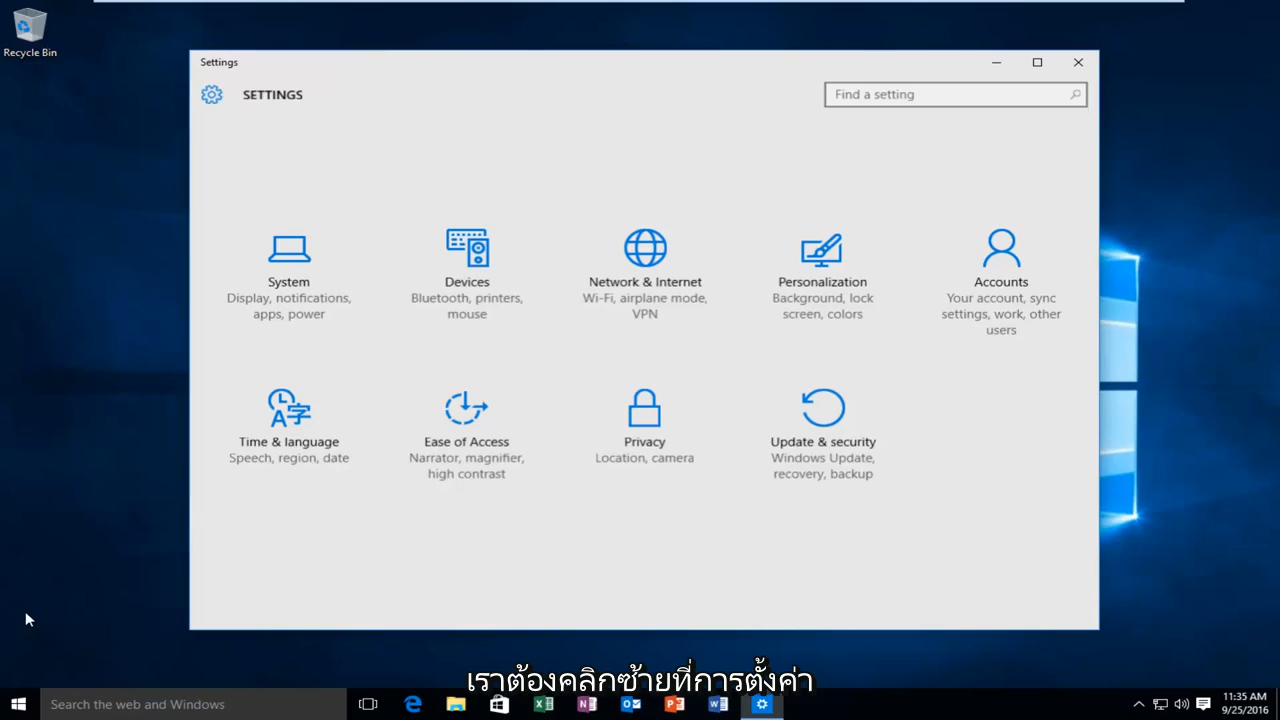 Recycle Bin
Settings
SETTINGS
Find a setting
System
Display, notifications,
apps, power
Devices
Bluetooth, printers,
mouse
Network & Internet
Wi-Fi, airplane mode,
VPN
Personalization
Background, lock
screen, colors
Accounts
Your account, sync
settings, work, other
users
Time & language
Speech, region, date
Ease of Access
Narrator, magnifier,
high contrast
Privacy
Location, camera
Update & security
Windows Update,
recovery, backup
เราต้องคลิกซ้ายที่การตั้งค่า
Search the web and Windows
11:35 AM
9/25/2016